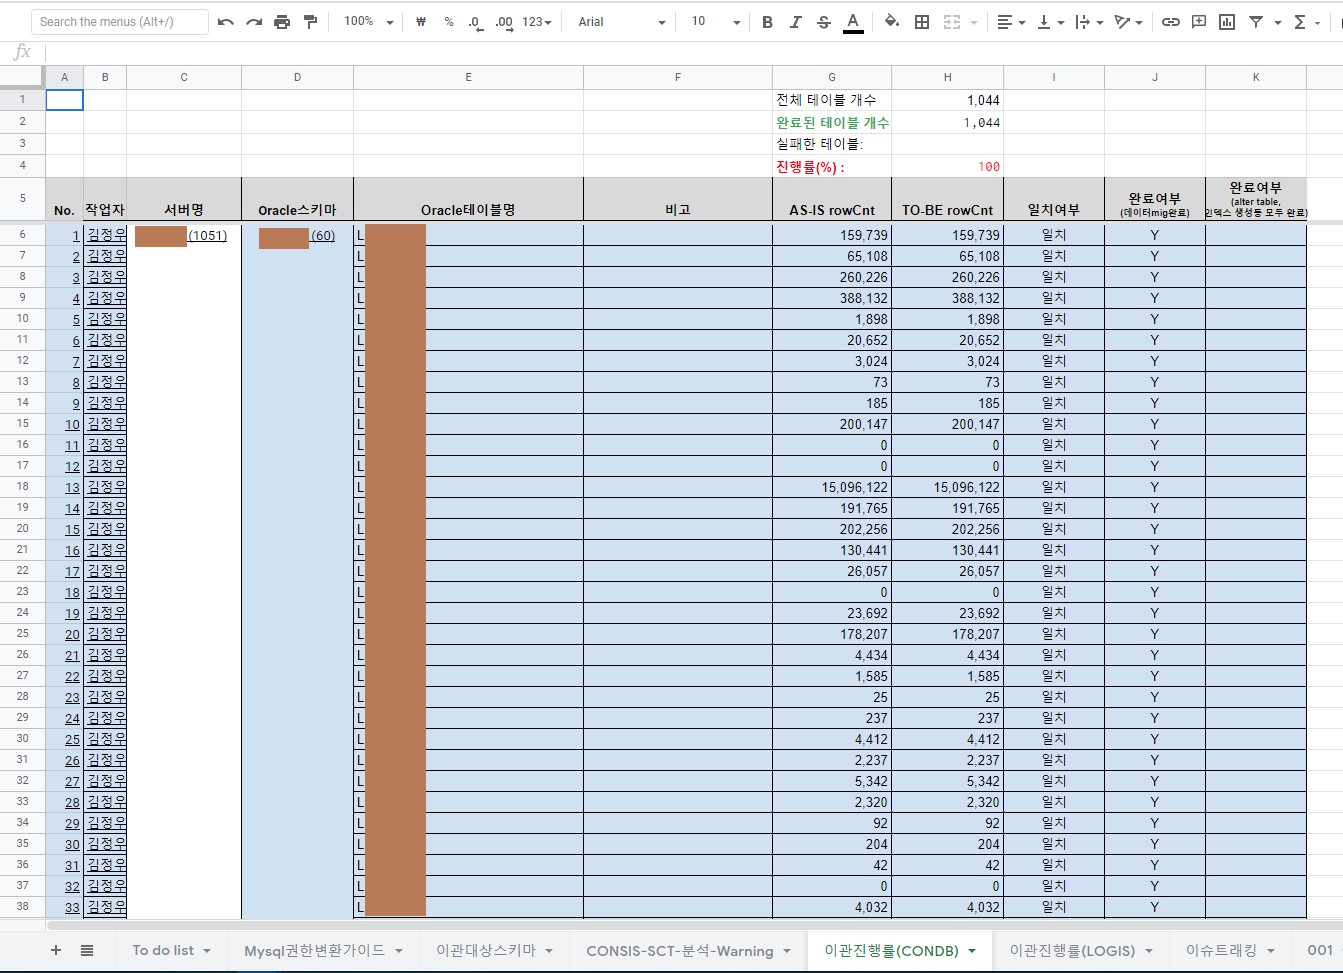 Search the menus (Alt+/)
100% ₩ % .0 .00 123 Arial 10 B I S A Σ
fx
A B C D E F G H I J K
1 전체 테이블 개수 1,044
2 완료된 테이블 개수 1,044
3 실패한 테이블:
4 진행률(%) : 100
5 No. 작업자 서버명 Oracle스키마 Oracle테이블명 비고 AS-IS rowCnt TO-BE rowCnt 일치여부 완료여부 (데이터mig완료) 완료여부 (alter table, 인덱스 생성등 모두 완료)
6 1 김정우 (1051) (60) L 159,739 159,739 일치 Y
7 2 김정우 L 65,108 65,108 일치 Y
8 3 김정우 L 260,226 260,226 일치 Y
9 4 김정우 L 388,132 388,132 일치 Y
10 5 김정우 L 1,898 1,898 일치 Y
11 6 김정우 L 20,652 20,652 일치 Y
12 7 김정우 L 3,024 3,024 일치 Y
13 8 김정우 L 73 73 일치 Y
14 9 김정우 L 185 185 일치 Y
15 10 김정우 L 200,147 200,147 일치 Y
16 11 김정우 L 0 0 일치 Y
17 12 김정우 L 0 0 일치 Y
18 13 김정우 L 15,096,122 15,096,122 일치 Y
19 14 김정우 L 191,765 191,765 일치 Y
20 15 김정우 L 202,256 202,256 일치 Y
21 16 김정우 L 130,441 130,441 일치 Y
22 17 김정우 L 26,057 26,057 일치 Y
23 18 김정우 L 0 0 일치 Y
24 19 김정우 L 23,692 23,692 일치 Y
25 20 김정우 L 178,207 178,207 일치 Y
26 21 김정우 L 4,434 4,434 일치 Y
27 22 김정우 L 1,585 1,585 일치 Y
28 23 김정우 L 25 25 일치 Y
29 24 김정우 L 237 237 일치 Y
30 25 김정우 L 4,412 4,412 일치 Y
31 26 김정우 L 2,237 2,237 일치 Y
32 27 김정우 L 5,342 5,342 일치 Y
33 28 김정우 L 2,320 2,320 일치 Y
34 29 김정우 L 92 92 일치 Y
35 30 김정우 L 204 204 일치 Y
36 31 김정우 L 42 42 일치 Y
37 32 김정우 L 0 0 일치 Y
38 33 김정우 L 4,032 4,032 일치 Y
+ To do list Mysql권한변환가이드 이관대상스키마 CONSIS-SCT-분석-Warning 이관진행률(CONDB) 이관진행률(LOGIS) 이슈트래킹 001